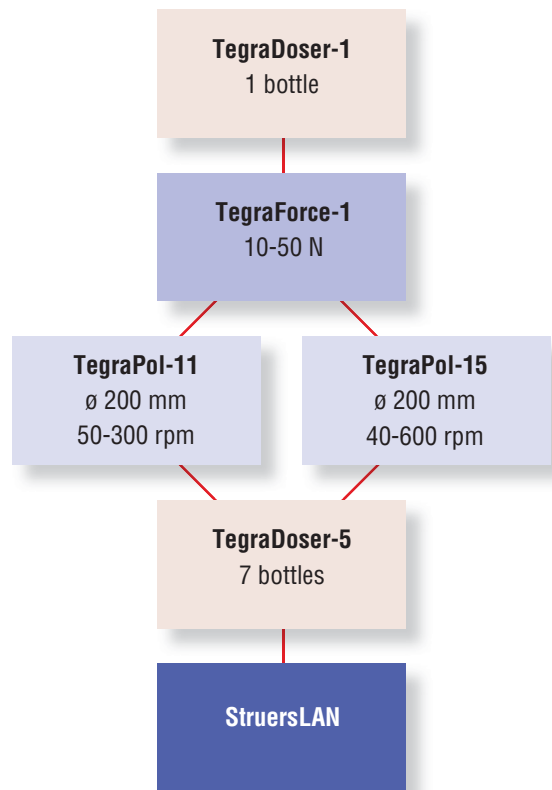 TegraDoser-1
1 bottle
TegraForce-1
10-50 N
TegraPol-11
ø 200 mm
50-300 rpm
TegraPol-15
ø 200 mm
40-600 rpm
TegraDoser-5
7 bottles
StruersLAN